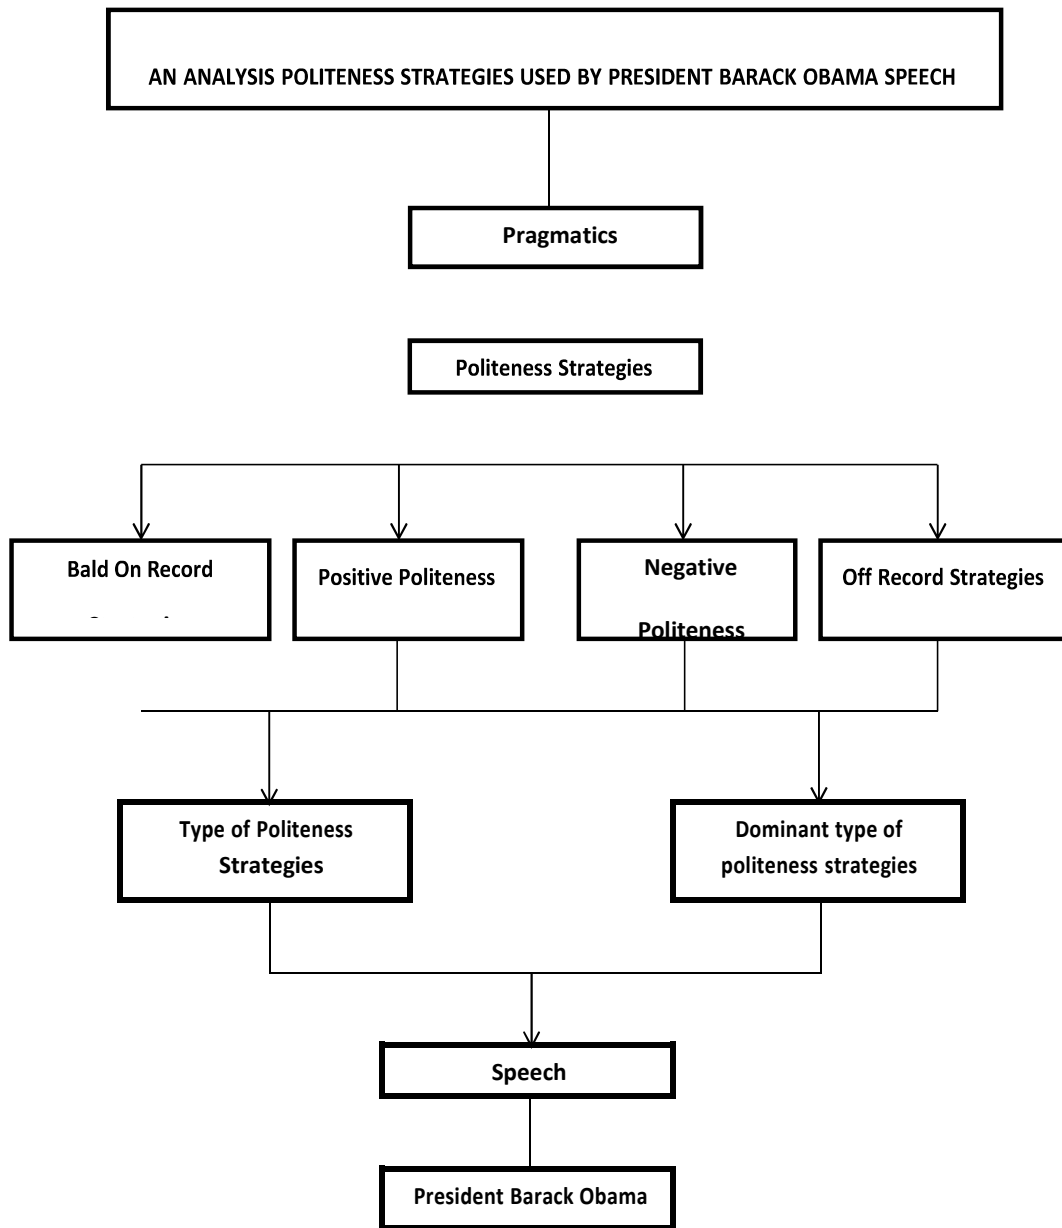 AN ANALYSIS POLITENESS STRATEGIES USED BY PRESIDENT BARACK OBAMA SPEECH
Pragmatics
Politeness Strategies
Bald On Record
Positive Politeness
Negative
Politeness
Off Record Strategies
Type of Politeness
Strategies
Dominant type of
politeness strategies
Speech
President Barack Obama